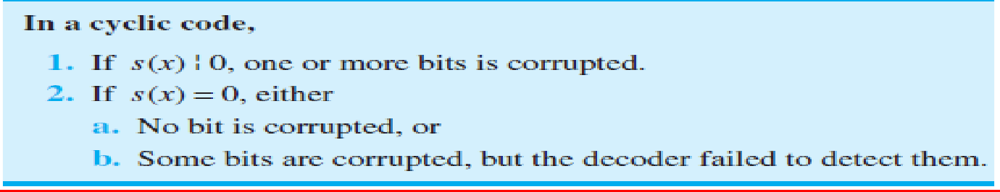 In a cyclic code,
1. If s(x) ¦ 0, one or more bits is corrupted.
2. If s(x) = 0, either
a. No bit is corrupted, or
b. Some bits are corrupted, but the decoder failed to detect them.